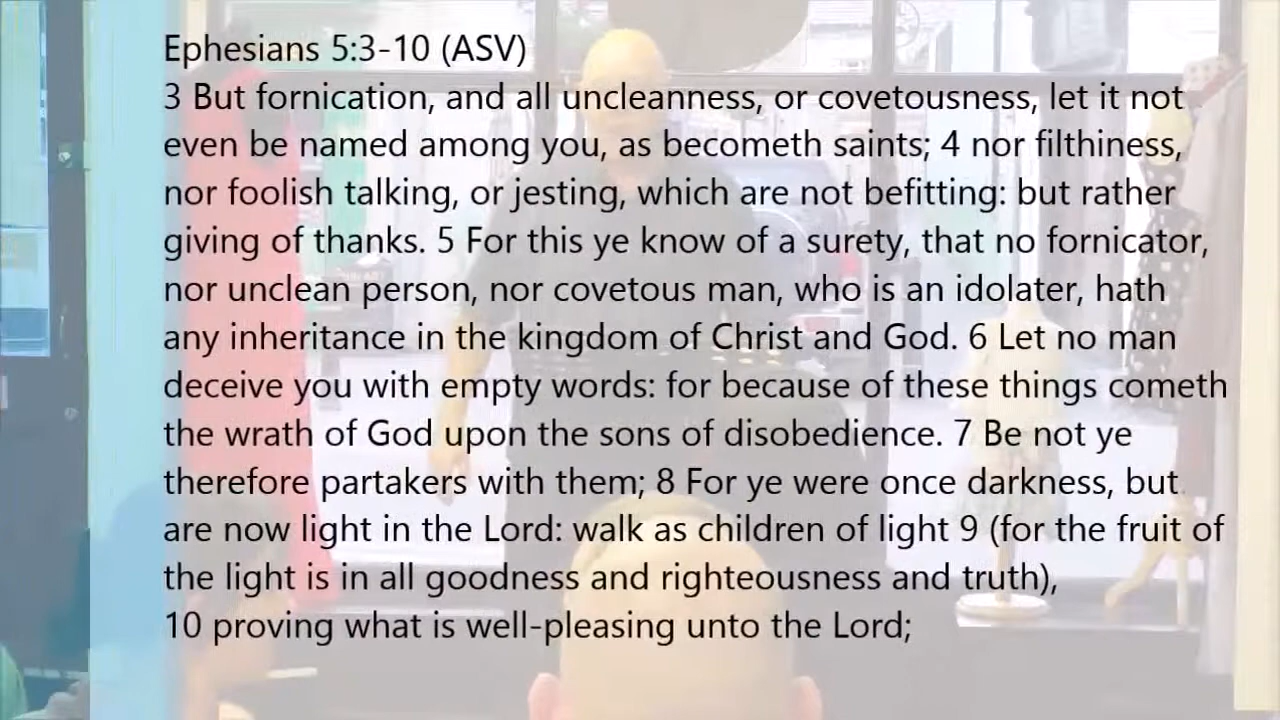 Ephesians 5:3-10 (ASV)
3 But fornication, and all uncleanness, or covetousness, let it not
even be named among you, as becometh saints; 4 nor filthiness,
nor foolish talking, or jesting, which are not befitting: but rather
giving of thanks. 5 For this ye know of a surety, that no fornicator,
nor unclean person, nor covetous man, who is an idolater, hath
any inheritance in the kingdom of Christ and God. 6 Let no man
deceive you with empty words: for because of these things cometh
the wrath of God upon the sons of disobedience. 7 Be not ye
therefore partakers with them; 8 For ye were once darkness, but
are now light in the Lord: walk as children of light 9 (for the fruit of
the light is in all goodness and righteousness and truth),
10 proving what is well-pleasing unto the Lord;